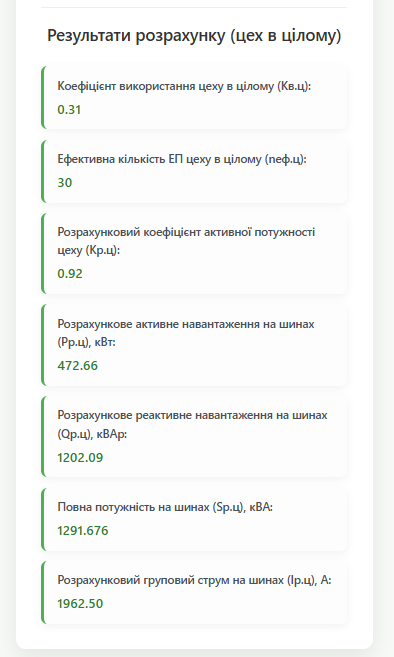 Результати розрахунку (цех в цілому)
Коефіцієнт використання цеху в цілому (Кв.ц):
0.31
Ефективна кількість ЕП цеху в цілому (nеф.ц):
30
Розрахунковий коефіцієнт активної потужності
цеху (Кр.ц):
0.92
Розрахункове активне навантаження на шинах
(Рр.ц), кВт:
472.66
Розрахункове реактивне навантаження на шинах
(Qр.ц), кВАр:
1202.09
Повна потужність на шинах (Sр.ц), кВА:
1291.676
Розрахунковий груповий струм на шинах (Ір.ц), А:
1962.50